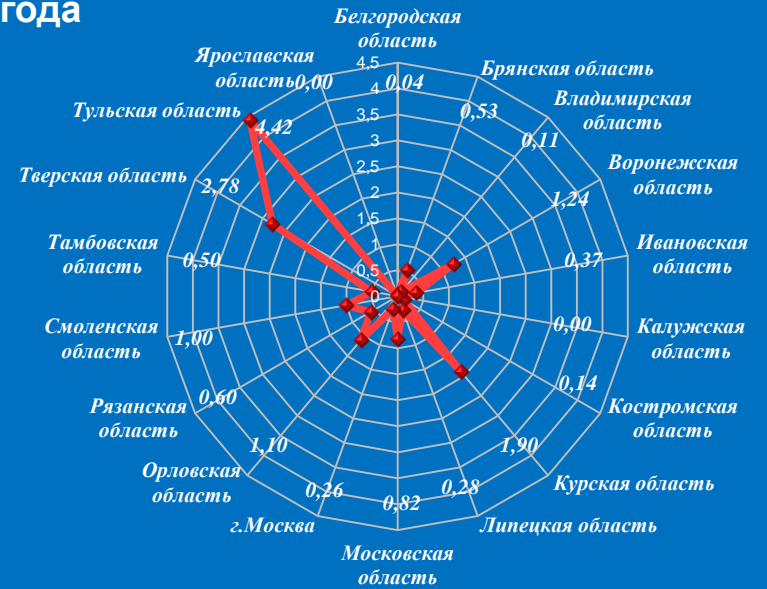 года
Белгородская
область
0,04
Брянская область
0,53
Владимирская
область
0,11
Воронежская
область
1,24
Ивановская
область
0,37
Калужская
область
0,00
Костромская
область
0,14
Курская область
1,90
Липецкая область
0,28
Московская
область
0,82
г.Москва
0,26
Орловская
область
1,10
Рязанская
область
0,60
Смоленская
область
1,00
Тамбовская
область
0,50
Тверская область
2,78
Тульская область
4,42
Ярославская
область
0,00
4,5
4
3,5
3
2,5
2
1,5
1
0,5
0